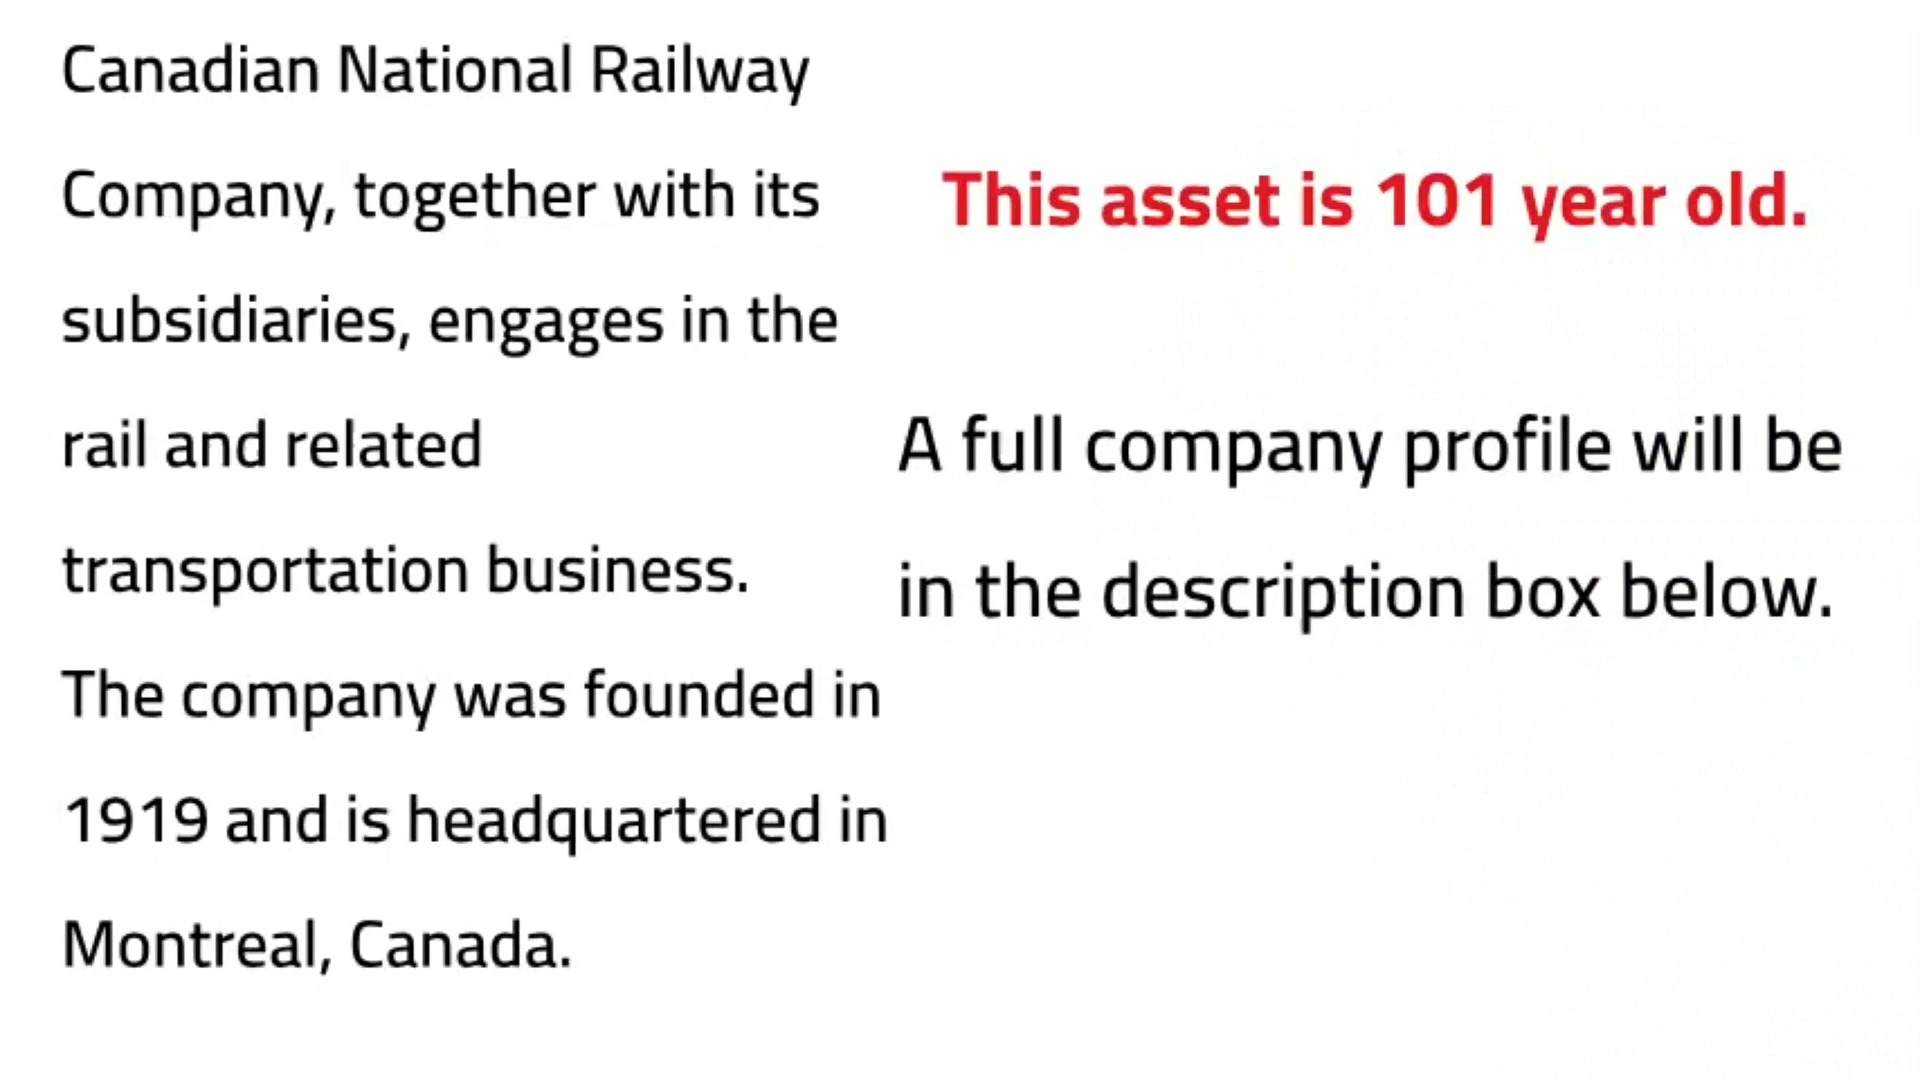 Canadian National Railway
Company, together with its
subsidiaries, engages in the
rail and related
transportation business.
The company was founded in
1919 and is headquartered in
Montreal, Canada.
This asset is 101 year old.
A full company profile will be
in the description box below.